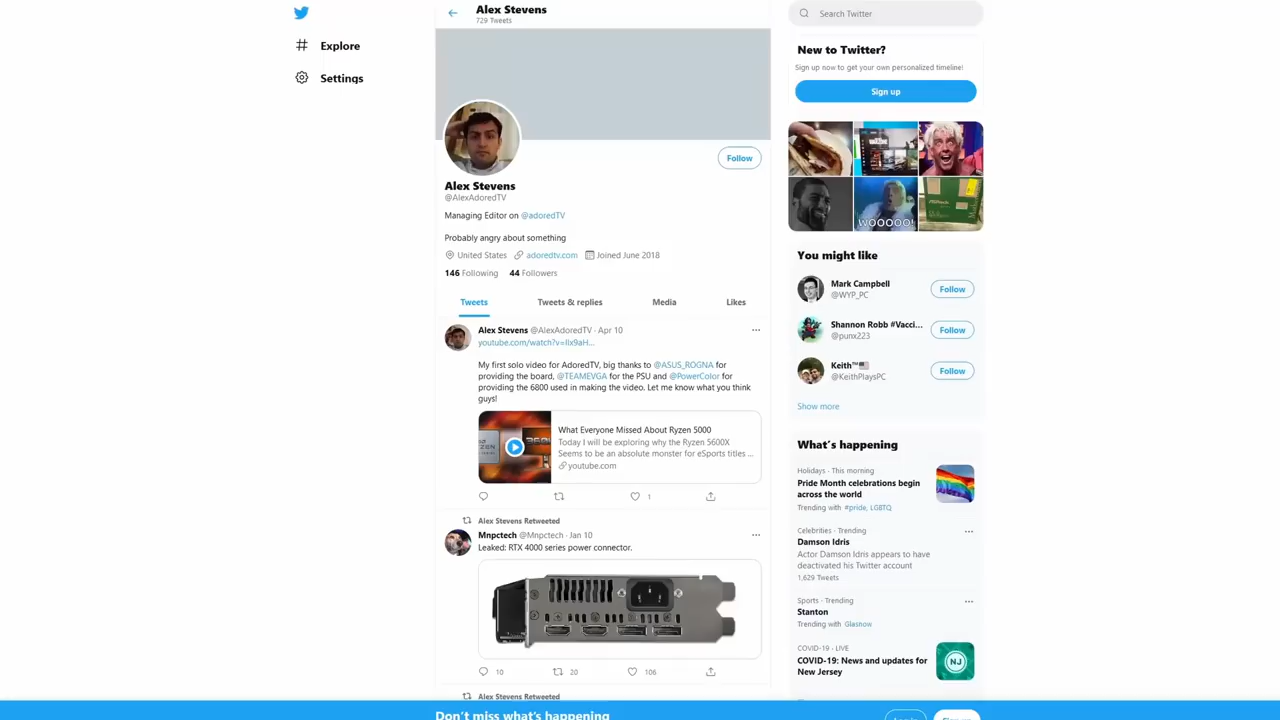 Explore
Settings
Alex Stevens
729 Tweets
Follow
Alex Stevens
@AlexAdoredTV
Managing Editor on @adoredTV
Probably angry about something
United States adoredtv.com Joined June 2018
146 Following 44 Followers
Tweets Tweets & replies Media Likes
Alex Stevens @AlexAdoredTV · Apr 10
youtube.com/watch?v=Ilx9aH...
My first solo video for AdoredTV, big thanks to @ASUS_ROGNA for
providing the board, @TEAMEVGA for the PSU and @PowerColor for
providing the 6800 used in making the video. Let me know what you think
guys!
What Everyone Missed About Ryzen 5000
Today I will be exploring why the Ryzen 5600X
Seems to be an absolute monster for eSports titles ...
youtube.com
1
Alex Stevens Retweeted
Mnpctech @Mnpctech · Jan 10
Leaked: RTX 4000 series power connector.
10 20 106
Alex Stevens Retweeted
Search Twitter
New to Twitter?
Sign up now to get your own personalized timeline!
Sign up
WOOOOO!
You might like
Mark Campbell
@WYP_PC
Follow
Shannon Robb #Vacci...
@punx223
Follow
Keith™
@KeithPlaysPC
Follow
Show more
What's happening
Holidays · This morning
Pride Month celebrations begin
across the world
Trending with #pride, LGBTQ
Celebrities · Trending
Damson Idris
Actor Damson Idris appears to have
deactivated his Twitter account
1,629 Tweets
Sports · Trending
Stanton
Trending with Glasnow
COVID-19 · LIVE
COVID-19: News and updates for
New Jersey
NJ
Don't miss what's happening